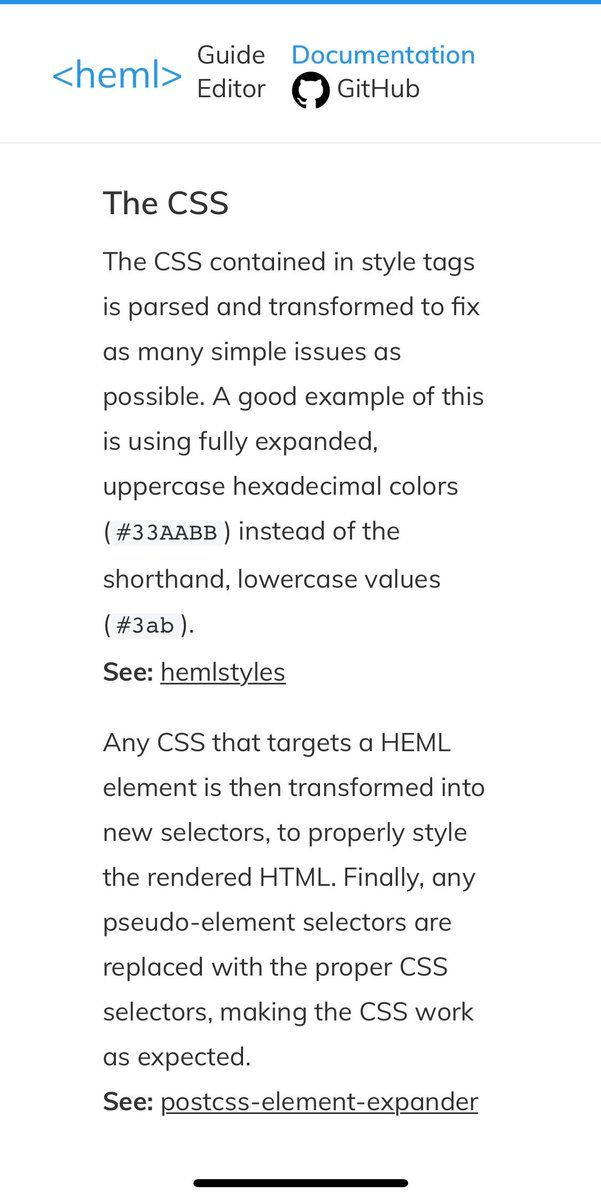 <heml>
Guide
Documentation
Editor
GitHub
The CSS
The CSS contained in style tags
is parsed and transformed to fix
as many simple issues as
possible. A good example of this
is using fully expanded,
uppercase hexadecimal colors
(#33AABB) instead of the
shorthand, lowercase values
(#3ab).
See: hemlstyles
Any CSS that targets a HEML
element is then transformed into
new selectors, to properly style
the rendered HTML. Finally, any
pseudo-element selectors are
replaced with the proper CSS
selectors, making the CSS work
as expected.
See: postcss-element-expander